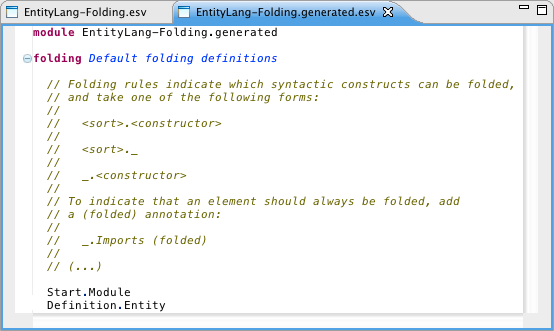 EntityLang-Folding.esv
EntityLang-Folding.generated.esv
module EntityLang-Folding.generated
folding Default folding definitions
// Folding rules indicate which syntactic constructs can be folded,
// and take one of the following forms:
//
//   <sort>.<constructor>
//
//   <sort>._
//
//   _.<constructor>
//
// To indicate that an element should always be folded, add
// a (folded) annotation:
//
//   _.Imports (folded)
//
// (...)
Start.Module
Definition.Entity